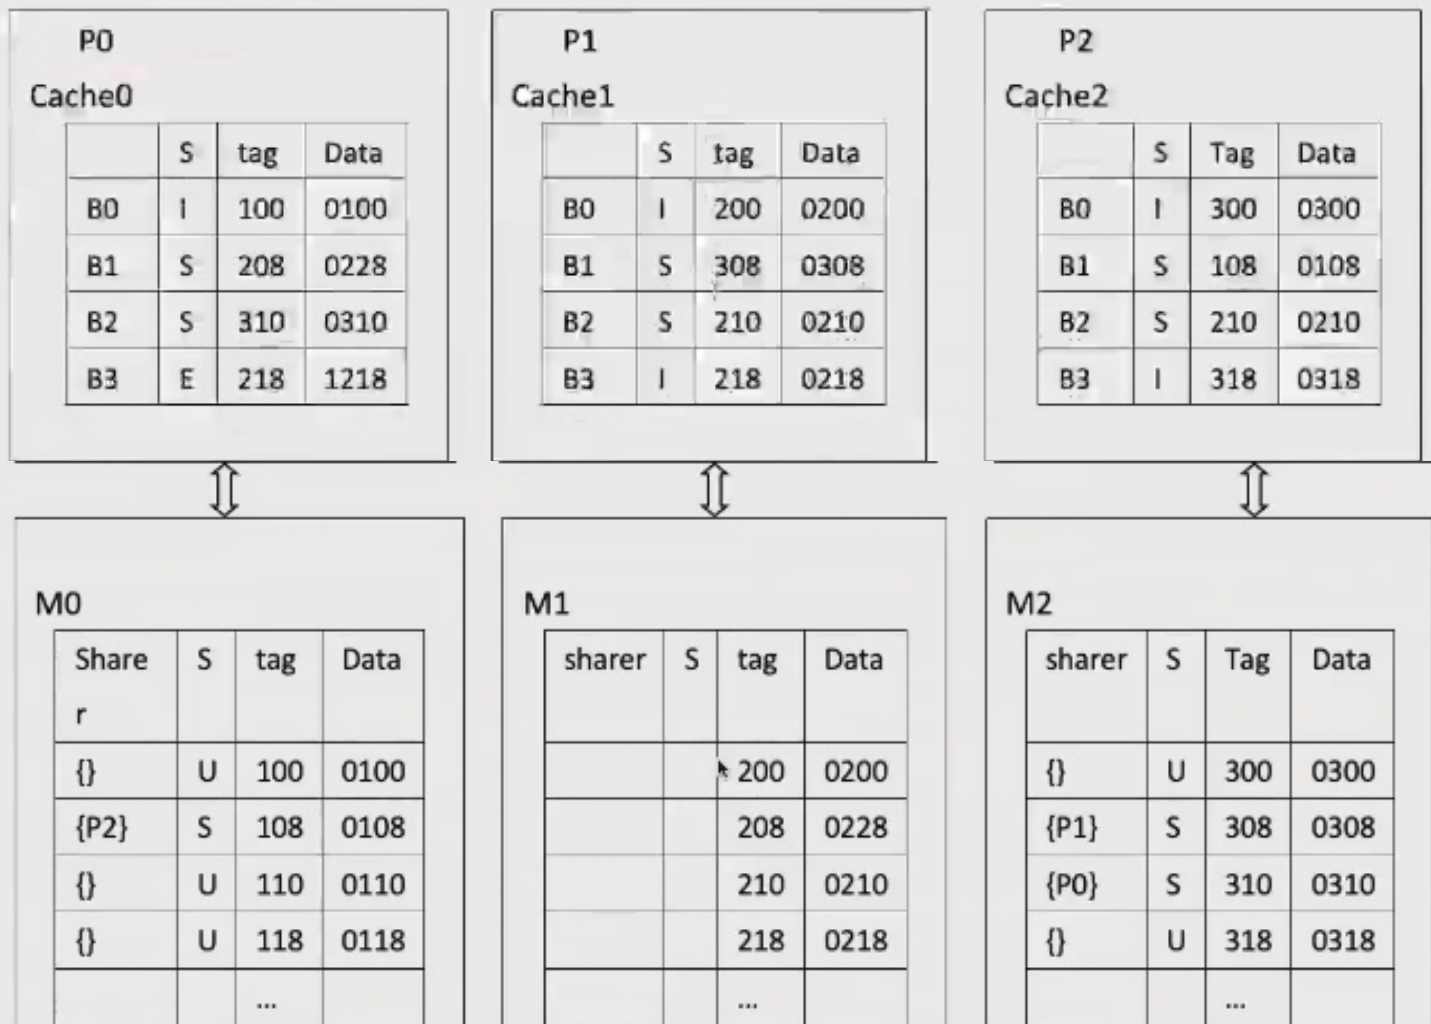 P0
Cache0
S tag Data
B0 I 100 0100
B1 S 208 0228
B2 S 310 0310
B3 E 218 1218
P1
Cache1
S tag Data
B0 I 200 0200
B1 S 308 0308
B2 S 210 0210
B3 I 218 0218
P2
Cache2
S Tag Data
B0 I 300 0300
B1 S 108 0108
B2 S 210 0210
B3 I 318 0318
M0
Share S tag Data
r
{} U 100 0100
{P2} S 108 0108
{} U 110 0110
{} U 118 0118
...
M1
sharer S tag Data
200 0200
208 0228
210 0210
218 0218
...
M2
sharer S Tag Data
{} U 300 0300
{P1} S 308 0308
{P0} S 310 0310
{} U 318 0318
...